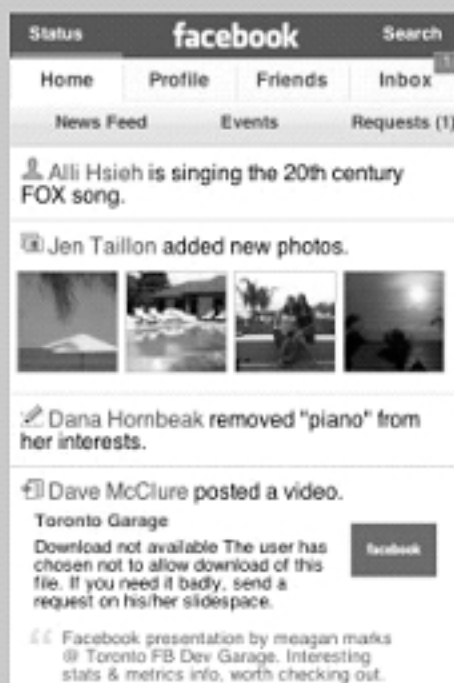 Status facebook Search
Home Profile Friends Inbox 1
News Feed Events Requests (1)
Alli Hsieh is singing the 20th century
FOX song.
Jen Taillon added new photos.
Dana Hornbeak removed "piano" from
her interests.
Dave McClure posted a video.
Toronto Garage
Download not available The user has
chosen not to allow download of this
file. If you need it badly, send a
request on his/her slidespace.
facebook
Facebook presentation by meagan marks
@ Toronto FB Dev Garage. Interesting
stats & metrics info, worth checking out.